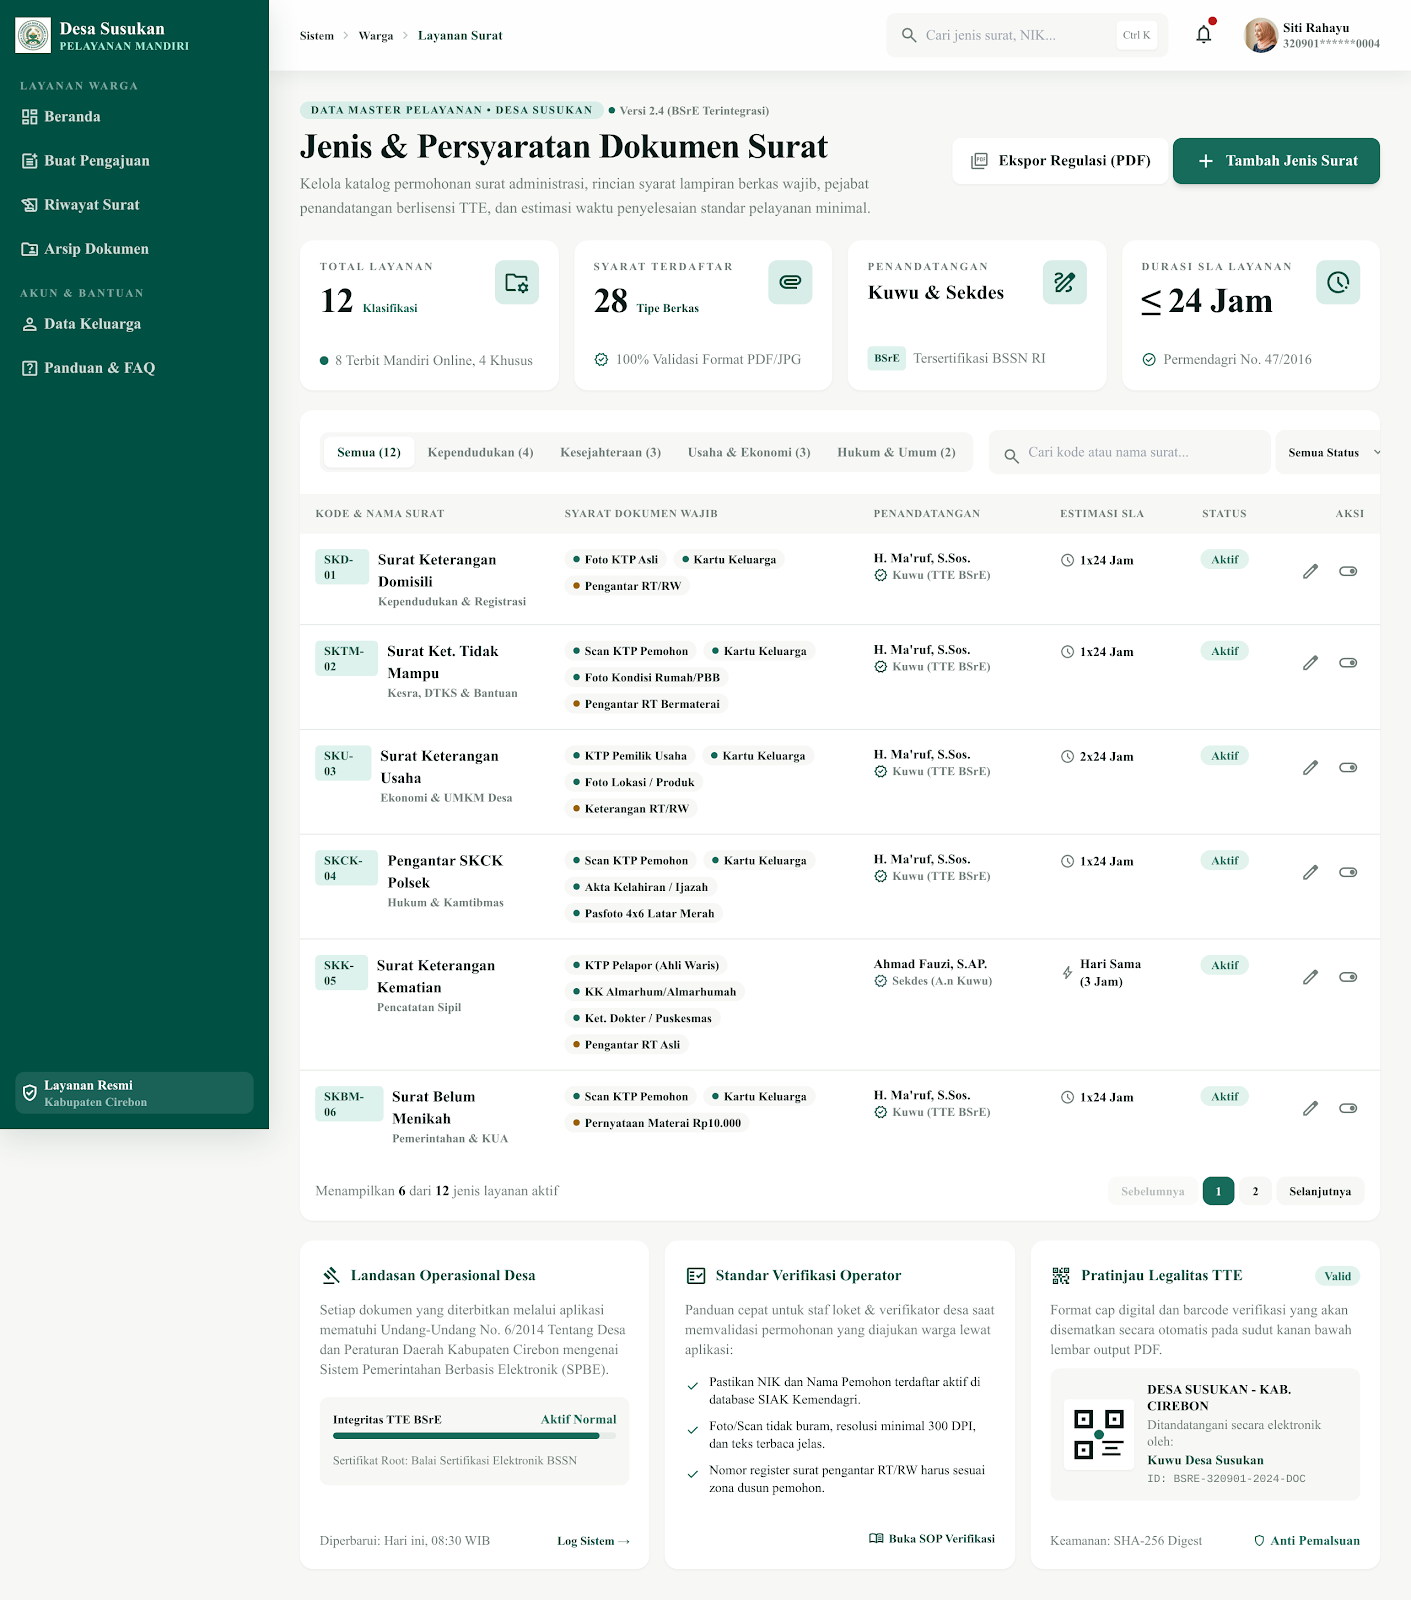 Desa Susukan
PELAYANAN MANDIRI
LAYANAN WARGA
Beranda
Buat Pengajuan
Riwayat Surat
Arsip Dokumen
AKUN & BANTUAN
Data Keluarga
Panduan & FAQ
Layanan Resmi
Kabupaten Cirebon
Sistem > Warga > Layanan Surat
Cari jenis surat, NIK... Ctrl K
Siti Rahayu
320901******0004
DATA MASTER PELAYANAN • DESA SUSUKAN • Versi 2.4 (BSrE Terintegrasi)
Jenis & Persyaratan Dokumen Surat
Kelola katalog permohonan surat administrasi, rincian syarat lampiran berkas wajib, pejabat
penandatangan berlisensi TTE, dan estimasi waktu penyelesaian standar pelayanan minimal.
Ekspor Regulasi (PDF)
+ Tambah Jenis Surat
TOTAL LAYANAN
12 Klasifikasi
8 Terbit Mandiri Online, 4 Khusus
SYARAT TERDAFTAR
28 Tipe Berkas
100% Validasi Format PDF/JPG
PENANDATANGAN
Kuwu & Sekdes
BSrE Tersertifikasi BSSN RI
DURASI SLA LAYANAN
≤ 24 Jam
Permendagri No. 47/2016
Semua (12) Kependudukan (4) Kesejahteraan (3) Usaha & Ekonomi (3) Hukum & Umum (2)
Cari kode atau nama surat...
Semua Status
KODE & NAMA SURAT SYARAT DOKUMEN WAJIB PENANDATANGAN ESTIMASI SLA STATUS AKSI
SKD-
01
Surat Keterangan
Domisili
Kependudukan & Registrasi
Foto KTP Asli Kartu Keluarga
Pengantar RT/RW
H. Ma'ruf, S.Sos.
Kuwu (TTE BSrE)
1x24 Jam
Aktif
SKTM-
02
Surat Ket. Tidak
Mampu
Kesra, DTKS & Bantuan
Scan KTP Pemohon Kartu Keluarga
Foto Kondisi Rumah/PBB
Pengantar RT Bermaterai
H. Ma'ruf, S.Sos.
Kuwu (TTE BSrE)
1x24 Jam
Aktif
SKU-
03
Surat Keterangan
Usaha
Ekonomi & UMKM Desa
KTP Pemilik Usaha Kartu Keluarga
Foto Lokasi / Produk
Keterangan RT/RW
H. Ma'ruf, S.Sos.
Kuwu (TTE BSrE)
2x24 Jam
Aktif
SKCK-
04
Pengantar SKCK
Polsek
Hukum & Kamtibmas
Scan KTP Pemohon Kartu Keluarga
Akta Kelahiran / Ijazah
Pasfoto 4x6 Latar Merah
H. Ma'ruf, S.Sos.
Kuwu (TTE BSrE)
1x24 Jam
Aktif
SKK-
05
Surat Keterangan
Kematian
Pencatatan Sipil
KTP Pelapor (Ahli Waris)
KK Almarhum/Almarhumah
Ket. Dokter / Puskesmas
Pengantar RT Asli
Ahmad Fauzi, S.AP.
Sekdes (A.n Kuwu)
Hari Sama
(3 Jam)
Aktif
SKBM-
06
Surat Belum
Menikah
Pemerintahan & KUA
Scan KTP Pemohon Kartu Keluarga
Pernyataan Materai Rp10.000
H. Ma'ruf, S.Sos.
Kuwu (TTE BSrE)
1x24 Jam
Aktif
Menampilkan 6 dari 12 jenis layanan aktif
Sebelumnya 1 2 Selanjutnya
Landasan Operasional Desa
Setiap dokumen yang diterbitkan melalui aplikasi
mematuhi Undang-Undang No. 6/2014 Tentang Desa
dan Peraturan Daerah Kabupaten Cirebon mengenai
Sistem Pemerintahan Berbasis Elektronik (SPBE).
Integritas TTE BSrE Aktif Normal
Sertifikat Root: Balai Sertifikasi Elektronik BSSN
Diperbarui: Hari ini, 08:30 WIB Log Sistem →
Standar Verifikasi Operator
Panduan cepat untuk staf loket & verifikator desa saat
memvalidasi permohonan yang diajukan warga lewat
aplikasi:
Pastikan NIK dan Nama Pemohon terdaftar aktif di
database SIAK Kemendagri.
Foto/Scan tidak buram, resolusi minimal 300 DPI,
dan teks terbaca jelas.
Nomor register surat pengantar RT/RW harus sesuai
zona dusun pemohon.
Buka SOP Verifikasi
Pratinjau Legalitas TTE Valid
Format cap digital dan barcode verifikasi yang akan
disematkan secara otomatis pada sudut kanan bawah
lembar output PDF.
DESA SUSUKAN - KAB.
CIREBON
Ditandatangani secara elektronik
oleh:
Kuwu Desa Susukan
ID: BSRE-320901-2024-DOC
Keamanan: SHA-256 Digest Anti Pemalsuan